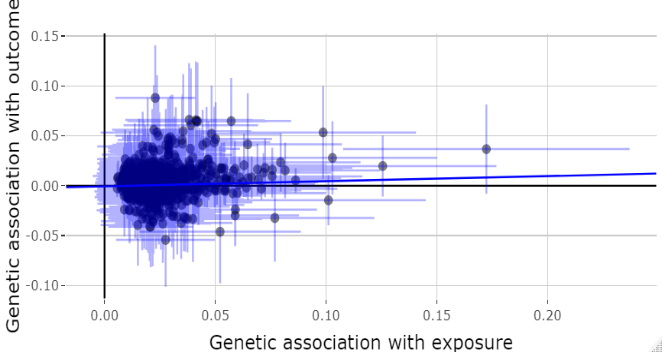 Genetic association with outcome
0.15
0.10
0.05
0.00
-0.05
-0.10
0.00 0.05 0.10 0.15 0.20
Genetic association with exposure